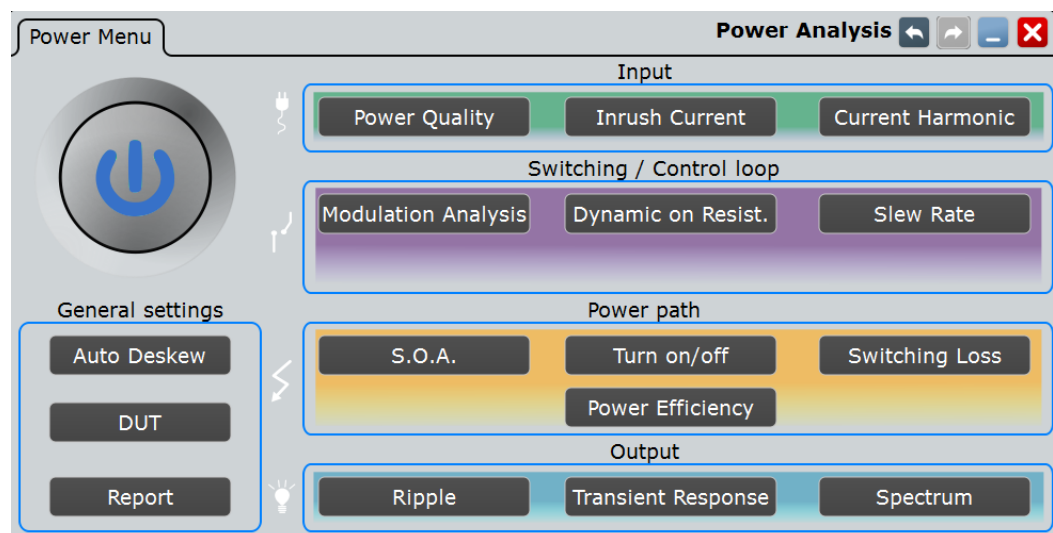 Power Menu
Power Analysis
Input
Power Quality Inrush Current Current Harmonic
Switching / Control loop
Modulation Analysis Dynamic on Resist. Slew Rate
General settings
Auto Deskew
DUT
Report
Power path
S.O.A. Turn on/off Switching Loss
Power Efficiency
Output
Ripple Transient Response Spectrum